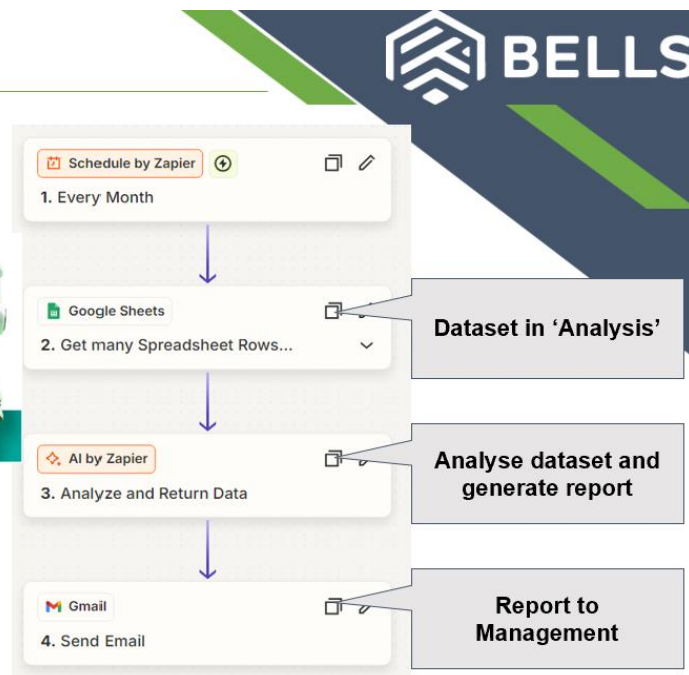 BELLS
Schedule by Zapier
1. Every Month
Google Sheets
2. Get many Spreadsheet Rows...
Dataset in ‘Analysis’
AI by Zapier
3. Analyze and Return Data
Analyse dataset and
generate report
Gmail
4. Send Email
Report to
Management